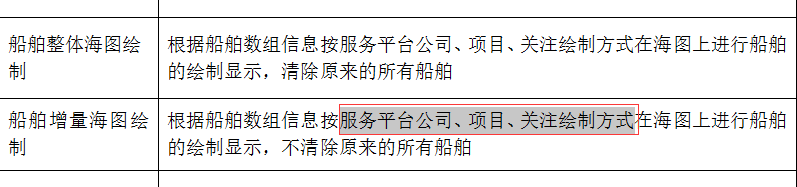 船舶整体海图绘
制
根据船舶数组信息按服务平台公司、项目、关注绘制方式在海图上进行船舶
的绘制显示，清除原来的所有船舶
船舶增量海图绘
制
根据船舶数组信息按服务平台公司、项目、关注绘制方式在海图上进行船舶
的绘制显示，不清除原来的所有船舶